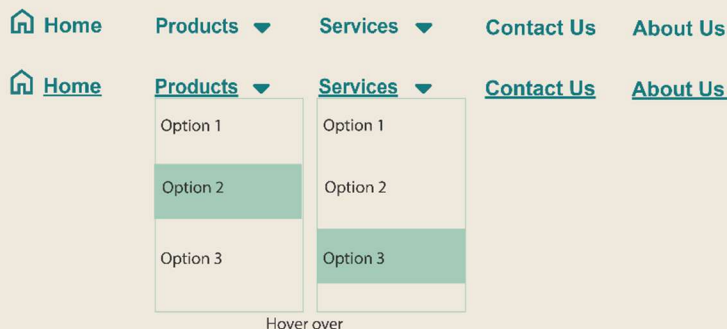 Home Products Services Contact Us About Us
Home Products Services Contact Us About Us
Option 1 Option 1
Option 2 Option 2
Option 3 Option 3
Hover over